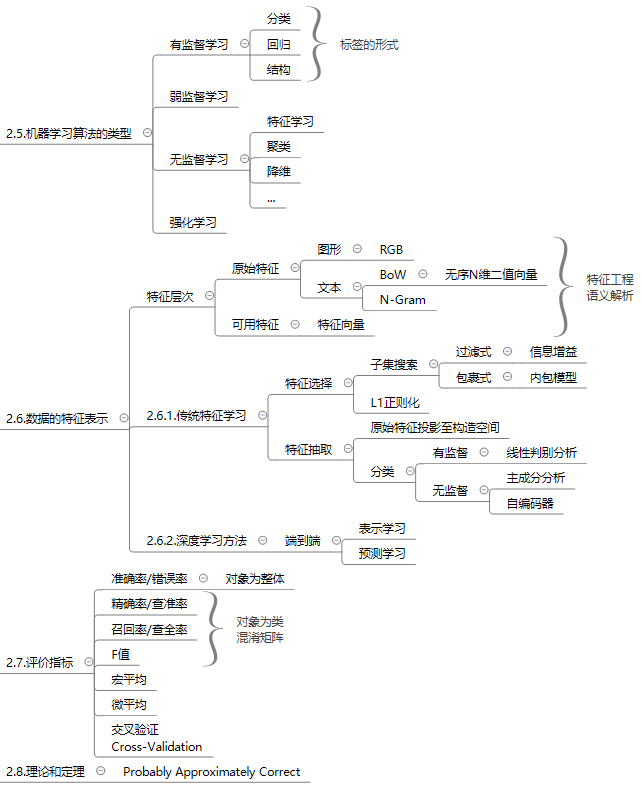 2.5.机器学习算法的类型
有监督学习
分类
回归
结构
标签的形式
弱监督学习
无监督学习
特征学习
聚类
降维
...
强化学习
2.6.数据的特征表示
特征层次
原始特征
图形
RGB
文本
BoW
无序N维二值向量
N-Gram
可用特征
特征向量
特征工程
语义解析
2.6.1.传统特征学习
特征选择
子集搜索
过滤式
信息增益
包裹式
内包模型
L1正则化
特征抽取
原始特征投影至构造空间
分类
有监督
线性判别分析
无监督
主成分分析
自编码器
2.6.2.深度学习方法
端到端
表示学习
预测学习
2.7.评价指标
准确率/错误率
对象为整体
精确率/查准率
召回率/查全率
F值
对象为类
混淆矩阵
宏平均
微平均
交叉验证
Cross-Validation
2.8.理论和定理
Probably Approximately Correct